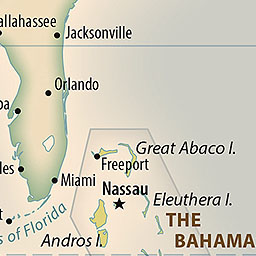 allahassee
Jacksonville
Orlando
pa
Great Abaco I.
Freeport
les
Miami
Nassau
Eleuthera I.
t
s of Florida
THE
BAHAMA
Andros I.